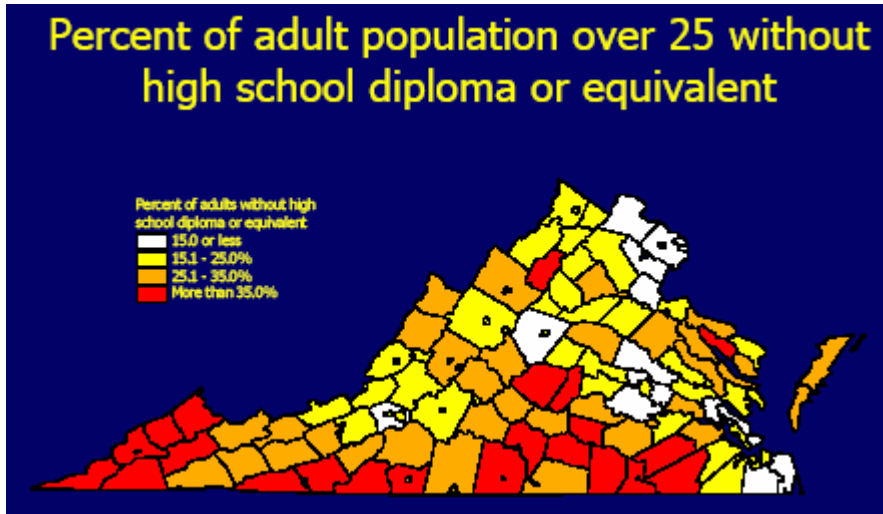 Percent of adult population over 25 without
high school diploma or equivalent
Percent of adults without high
school diploma or equivalent
15.0 or less
15.1 - 25.0%
25.1 - 35.0%
More than 35.0%